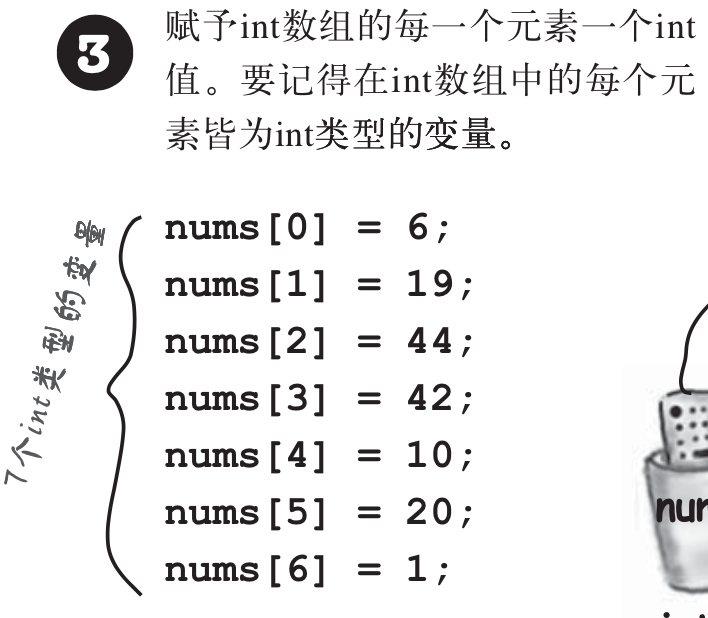 3
赋予int数组的每一个元素一个int
值。要记得在int数组中的每个元
素皆为int类型的变量。
7个int类型的变量
nums[0] = 6;
nums[1] = 19;
nums[2] = 44;
nums[3] = 42;
nums[4] = 10;
nums[5] = 20;
nums[6] = 1;